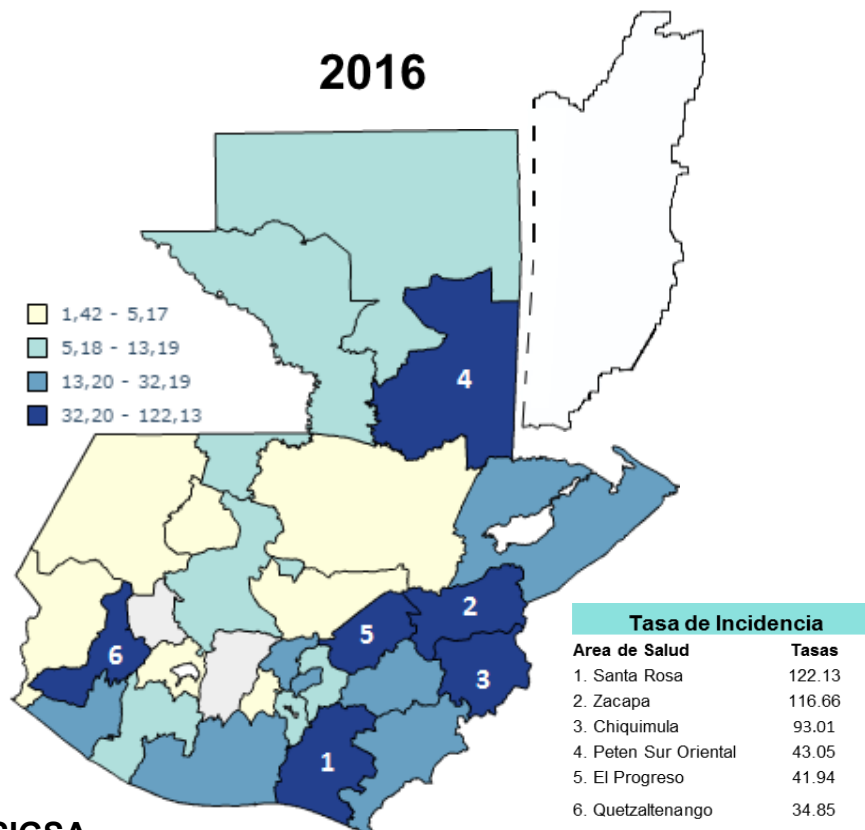 2016
1,42 - 5,17
5,18 - 13,19
13,20 - 32,19
32,20 - 122,13
4
2
5
6
3
1
Tasa de Incidencia
Area de Salud Tasas
1. Santa Rosa 122.13
2. Zacapa 116.66
3. Chiquimula 93.01
4. Peten Sur Oriental 43.05
5. El Progreso 41.94
6. Quetzaltenango 34.85